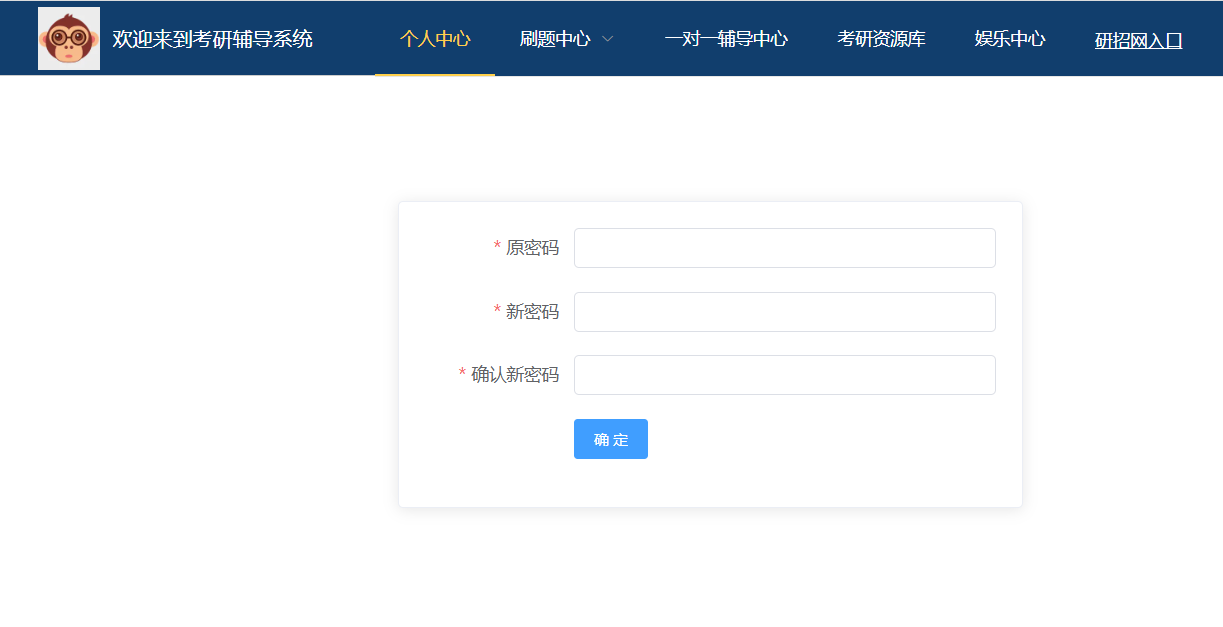 欢迎来到考研辅导系统 个人中心 刷题中心 一对一辅导中心 考研资源库 娱乐中心 研招网入口
* 原密码
* 新密码
* 确认新密码
确 定